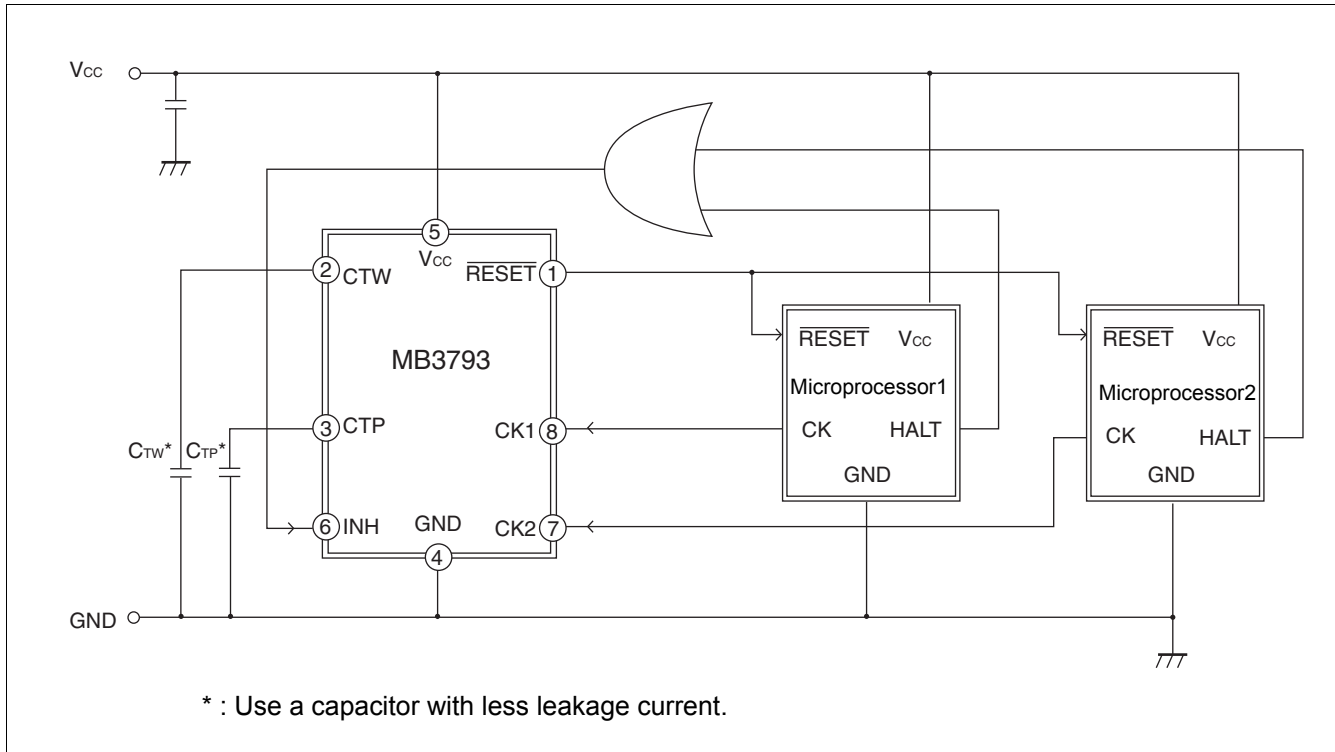 VCC
5
VCC
2 CTW
RESET 1
MB3793
RESET VCC
Microprocessor1
CK HALT
GND
RESET VCC
Microprocessor2
CK HALT
GND
3 CTP
CK1 8
CTW* CTP*
6 INH
GND
CK2 7
4
GND
* : Use a capacitor with less leakage current.